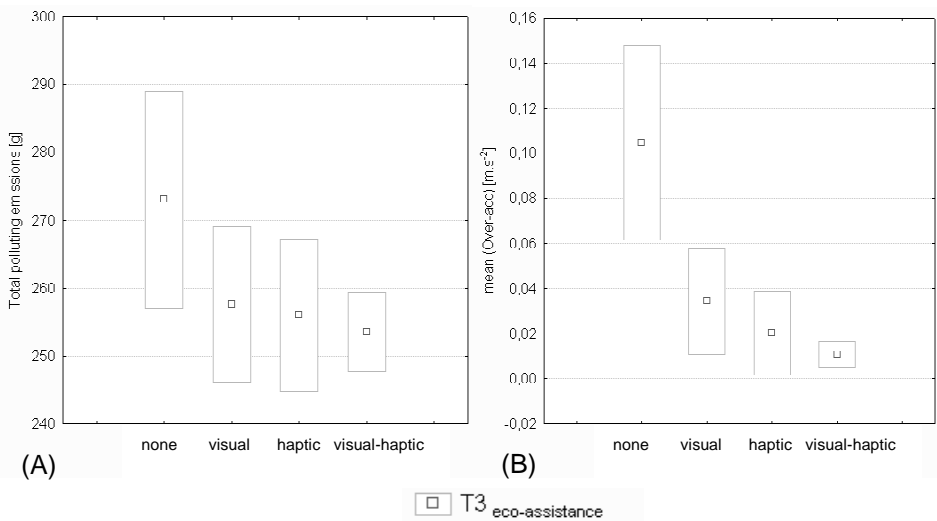 300
290
280
270
260
250
240
Total polluting emissions [g]
none visual haptic visual-haptic
(A)
0,16
0,14
0,12
0,10
0,08
0,06
0,04
0,02
0,00
-0,02
mean (Over-acc) [m.s-2]
none visual haptic visual-haptic
(B)
T3 eco-assistance